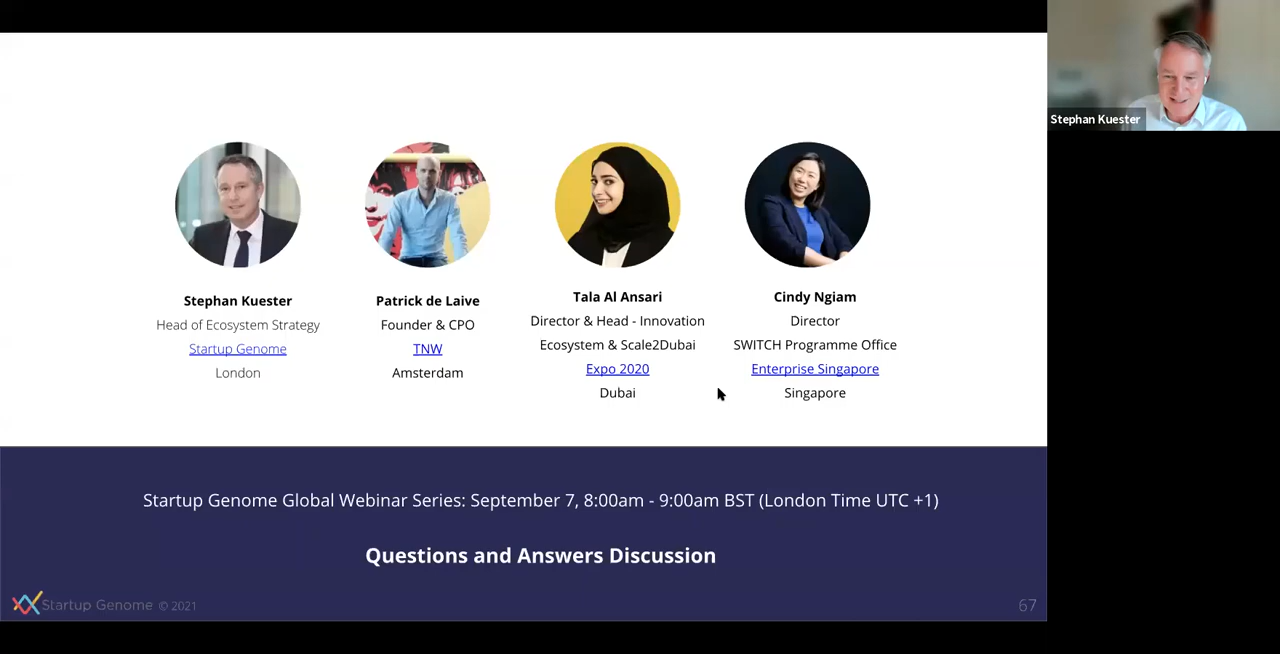 Stephan Kuester
Stephan Kuester
Head of Ecosystem Strategy
Startup Genome
London
Patrick de Laive
Founder & CPO
TNW
Amsterdam
Tala Al Ansari
Director & Head - Innovation
Ecosystem & Scale2Dubai
Expo 2020
Dubai
Cindy Ngiam
Director
SWITCH Programme Office
Enterprise Singapore
Singapore
Startup Genome Global Webinar Series: September 7, 8:00am - 9:00am BST (London Time UTC +1)
Questions and Answers Discussion
Startup Genome © 2021
67